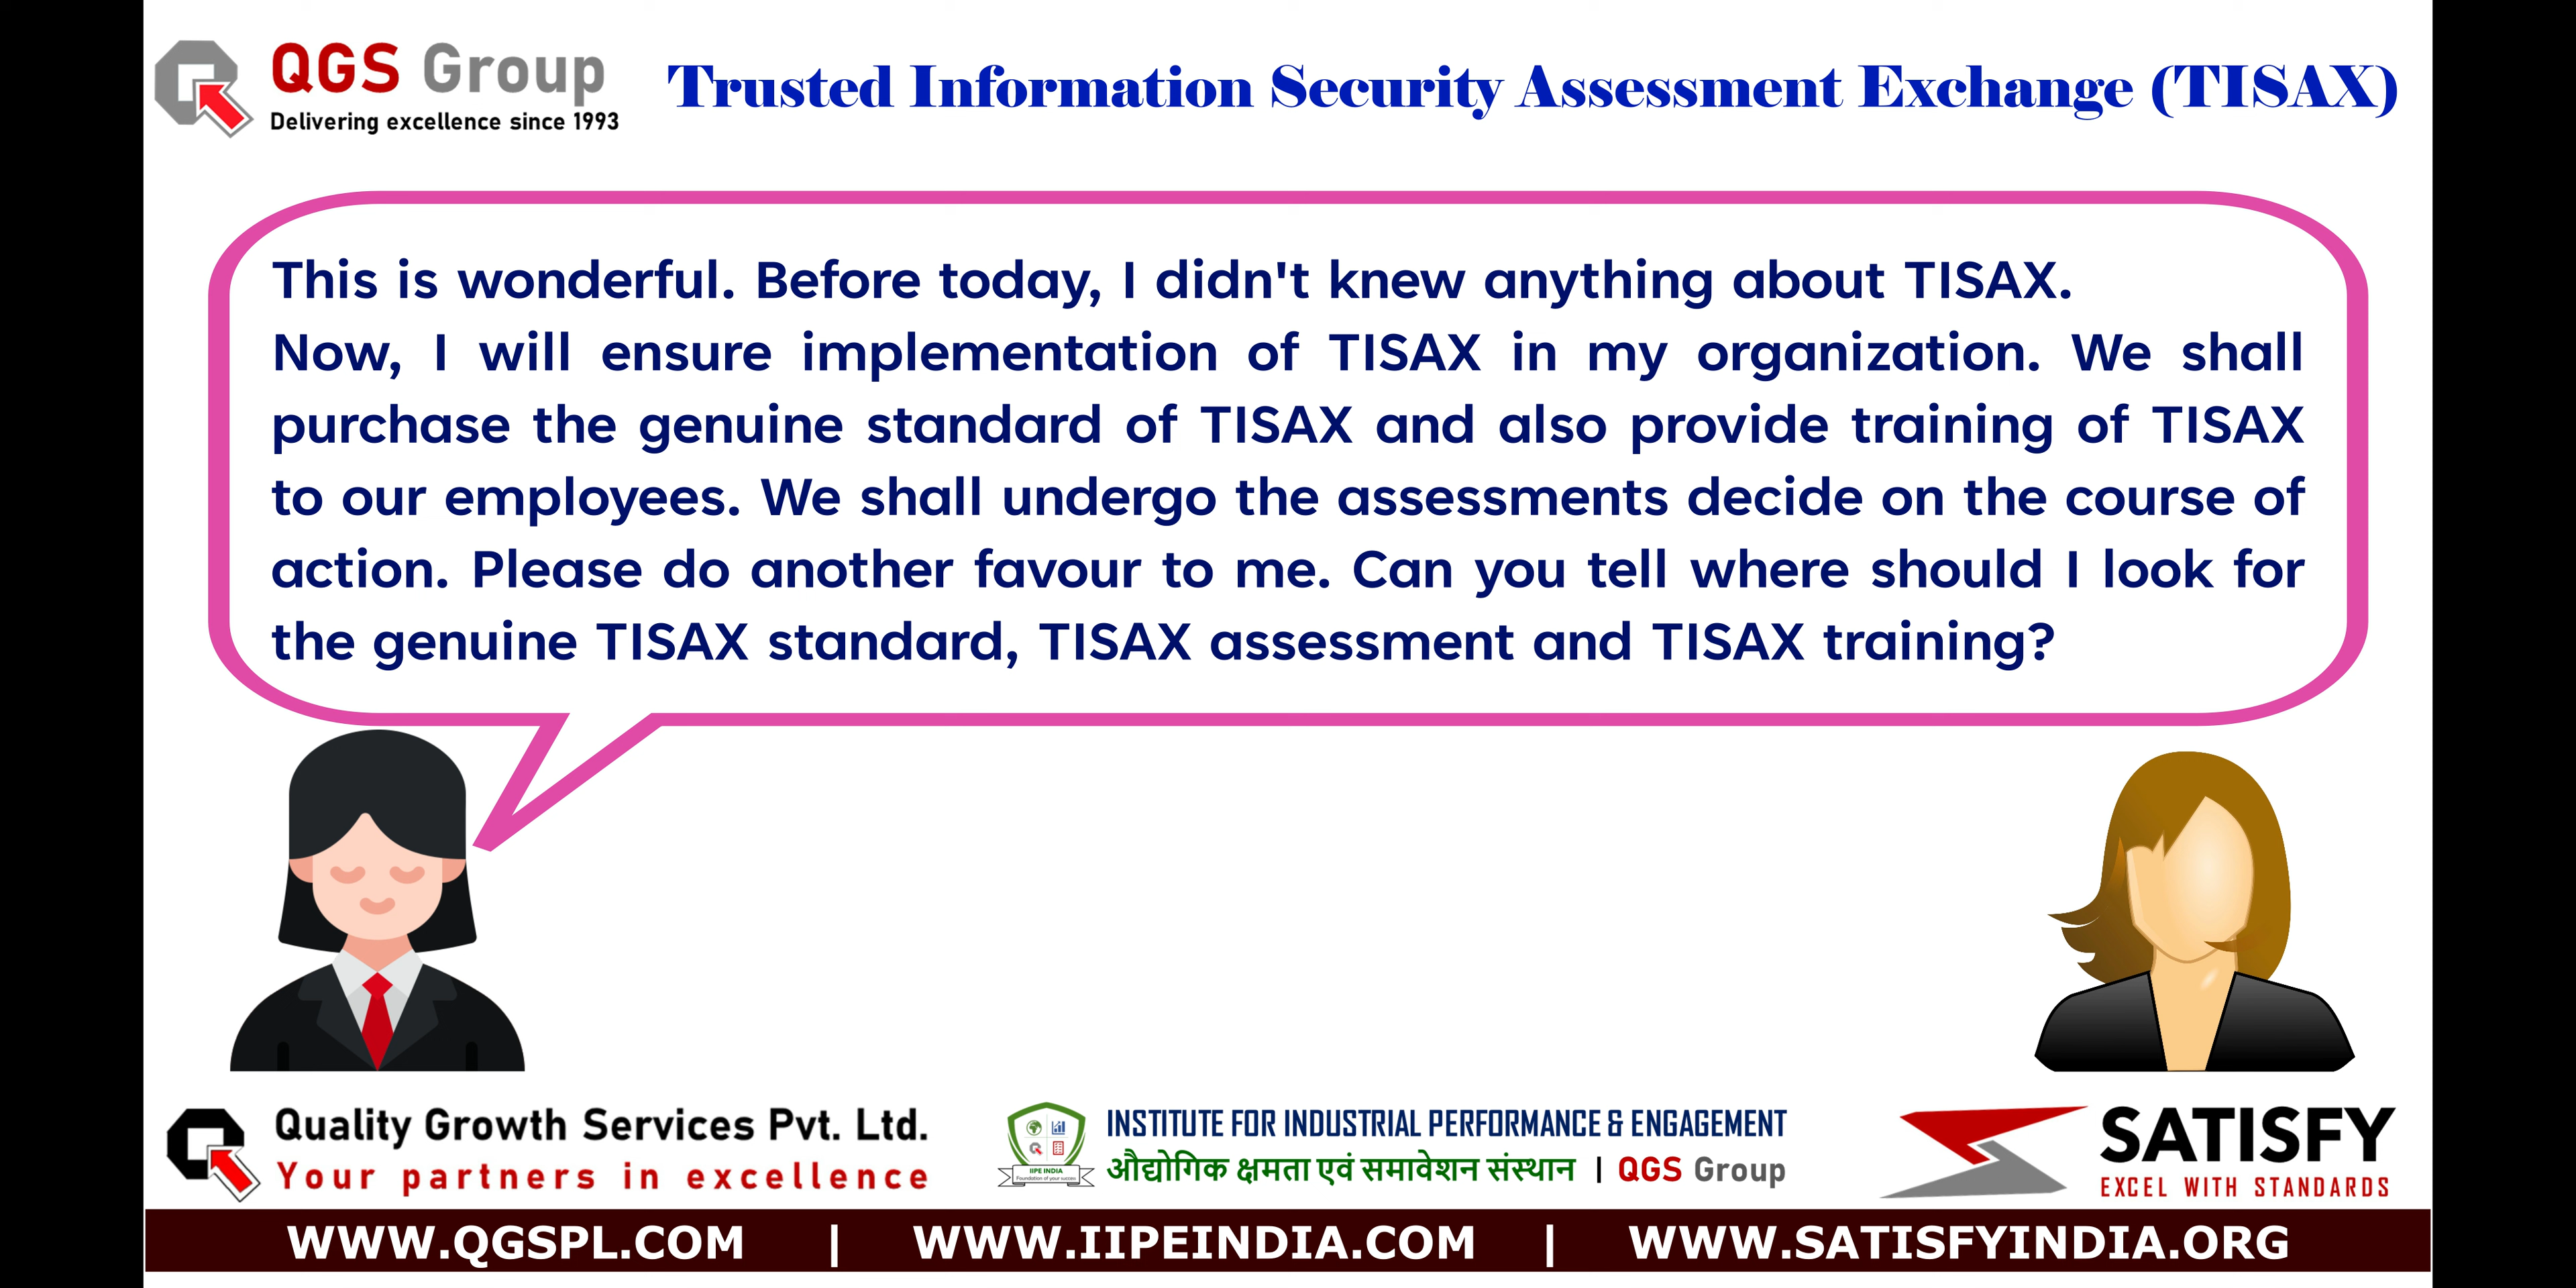 QGS Group
Delivering excellence since 1993
Trusted Information Security Assessment Exchange (TISAX)
This is wonderful. Before today, I didn't knew anything about TISAX.
Now, I will ensure implementation of TISAX in my organization. We shall
purchase the genuine standard of TISAX and also provide training of TISAX
to our employees. We shall undergo the assessments decide on the course of
action. Please do another favour to me. Can you tell where should I look for
the genuine TISAX standard, TISAX assessment and TISAX training?
Quality Growth Services Pvt. Ltd.
Your partners in excellence
IIPE INDIA
Foundation of your success
INSTITUTE FOR INDUSTRIAL PERFORMANCE & ENGAGEMENT
औद्योगिक क्षमता एवं समावेशन संस्थान | QGS Group
SATISFY
EXCEL WITH STANDARDS
WWW.QGSPL.COM | WWW.IIPEINDIA.COM | WWW.SATISFYINDIA.ORG